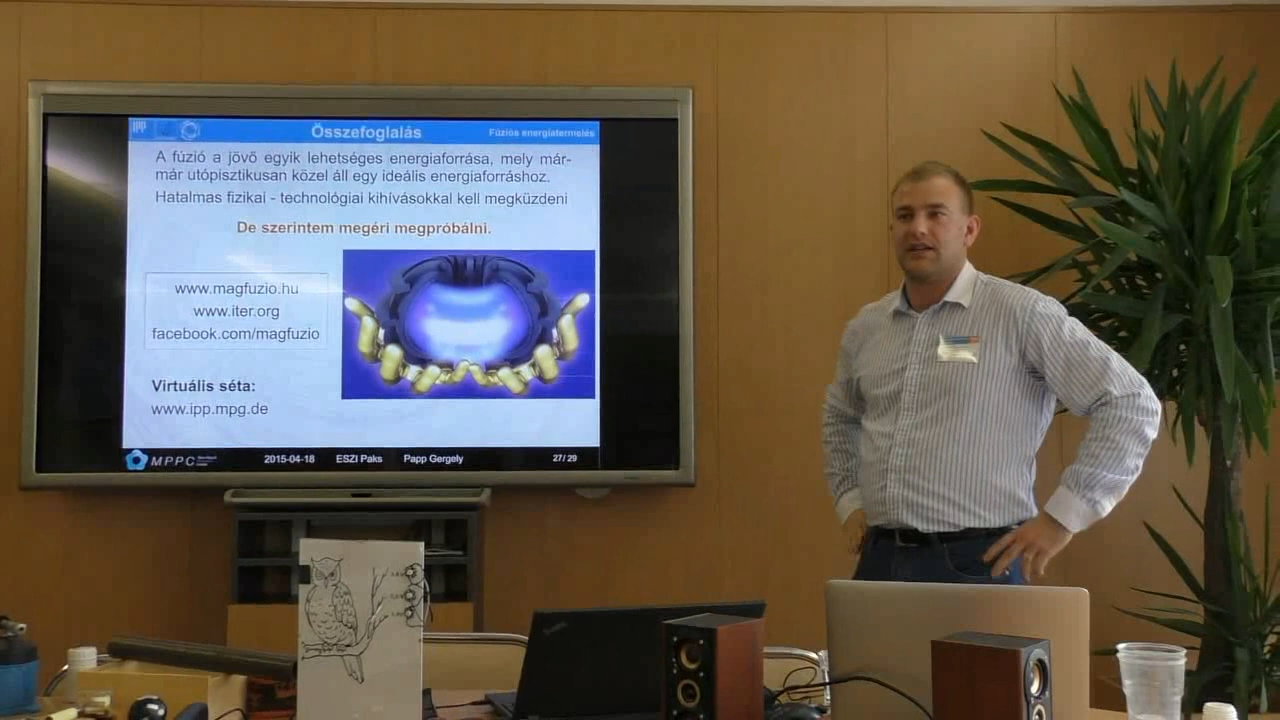 IPP
Összefoglalás
Fúziós energiatermelés
A fúzió a jövő egyik lehetséges energiaforrása, mely már-
már utópisztikusan közel áll egy ideális energiaforráshoz.
Hatalmas fizikai - technológiai kihívásokkal kell megküzdeni
De szerintem megéri megpróbálni.
www.magfuzio.hu
www.iter.org
facebook.com/magfuzio
Virtuális séta:
www.ipp.mpg.de
MPPC
2015-04-18 ESZI Paks Papp Gergely 27/ 29